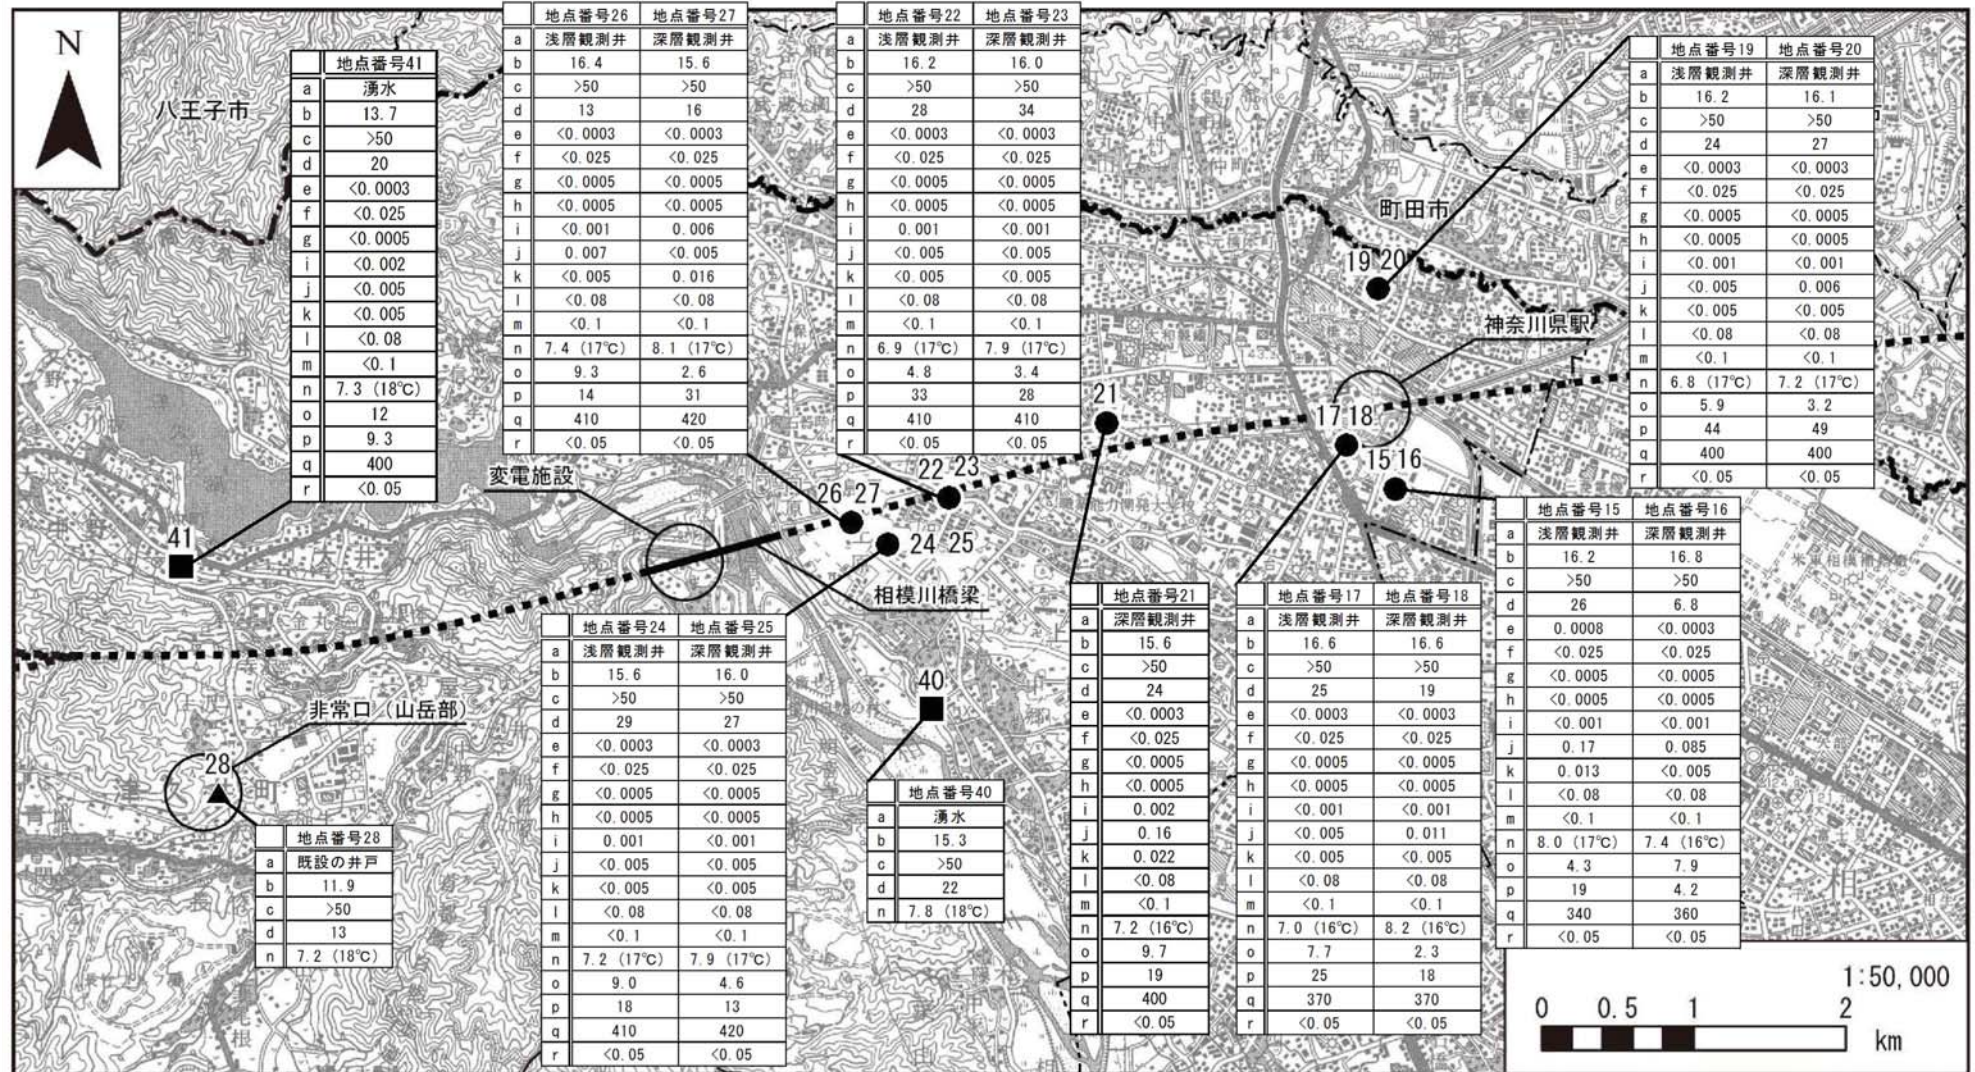 N
八王子市
地点番号41
a 湧水
b 13.7
c >50
d 20
e <0.0003
f <0.025
g <0.0005
i <0.002
j <0.005
k <0.005
l <0.08
m <0.1
n 7.3 (18℃)
o 12
p 9.3
q 400
r <0.05
地点番号26 地点番号27
a 浅層観測井 深層観測井
b 16.4 15.6
c >50 >50
d 13 16
e <0.0003 <0.0003
f <0.025 <0.025
g <0.0005 <0.0005
h <0.0005 <0.0005
i <0.001 0.006
j 0.007 <0.005
k <0.005 0.016
l <0.08 <0.08
m <0.1 <0.1
n 7.4 (17℃) 8.1 (17℃)
o 9.3 2.6
p 14 31
q 410 420
r <0.05 <0.05
地点番号22 地点番号23
a 浅層観測井 深層観測井
b 16.2 16.0
c >50 >50
d 28 34
e <0.0003 <0.0003
f <0.025 <0.025
g <0.0005 <0.0005
h <0.0005 <0.0005
i 0.001 <0.001
j <0.005 <0.005
k <0.005 <0.005
l <0.08 <0.08
m <0.1 <0.1
n 6.9 (17℃) 7.9 (17℃)
o 4.8 3.4
p 33 28
q 410 410
r <0.05 <0.05
地点番号19 地点番号20
a 浅層観測井 深層観測井
b 16.2 16.1
c >50 >50
d 24 27
e <0.0003 <0.0003
f <0.025 <0.025
g <0.0005 <0.0005
h <0.0005 <0.0005
i <0.001 <0.001
j <0.005 0.006
k <0.005 <0.005
l <0.08 <0.08
m <0.1 <0.1
n 6.8 (17℃) 7.2 (17℃)
o 5.9 3.2
p 44 49
q 400 400
r <0.05 <0.05
町田市
19 20
神奈川県駅
21
17 18
15 16
22 23
26 27
24 25
変電施設
相模川橋梁
41
40
28
非常口（山岳部）
地点番号15 地点番号16
a 浅層観測井 深層観測井
b 16.2 16.8
c >50 >50
d 26 6.8
e 0.0008 <0.0003
f <0.025 <0.025
g <0.0005 <0.0005
h <0.0005 <0.0005
i <0.001 <0.001
j 0.17 0.085
k 0.013 <0.005
l <0.08 <0.08
m <0.1 <0.1
n 8.0 (17℃) 7.4 (16℃)
o 4.3 7.9
p 19 4.2
q 340 360
r <0.05 <0.05
地点番号21
a 深層観測井
b 15.6
c >50
d 24
e <0.0003
f <0.025
g <0.0005
h <0.0005
i 0.002
j 0.16
k 0.022
l <0.08
m <0.1
n 7.2 (16℃)
o 9.7
p 19
q 400
r <0.05
地点番号17 地点番号18
a 浅層観測井 深層観測井
b 16.6 16.6
c >50 >50
d 25 19
e <0.0003 <0.0003
f <0.025 <0.025
g <0.0005 <0.0005
h <0.0005 <0.0005
i <0.001 <0.001
j <0.005 0.011
k <0.005 <0.005
l <0.08 <0.08
m <0.1 <0.1
n 7.0 (16℃) 8.2 (16℃)
o 7.7 2.3
p 25 18
q 370 370
r <0.05 <0.05
地点番号24 地点番号25
a 浅層観測井 深層観測井
b 15.6 16.0
c >50 >50
d 29 27
e <0.0003 <0.0003
f <0.025 <0.025
g <0.0005 <0.0005
h <0.0005 <0.0005
i 0.001 <0.001
j <0.005 <0.005
k <0.005 <0.005
l <0.08 <0.08
m <0.1 <0.1
n 7.2 (17℃) 7.9 (17℃)
o 9.0 4.6
p 18 13
q 410 420
r <0.05 <0.05
地点番号40
a 湧水
b 15.3
c >50
d 22
n 7.8 (18℃)
地点番号28
a 既設の井戸
b 11.9
c >50
d 13
n 7.2 (18℃)
1:50,000
0 0.5 1 2
km